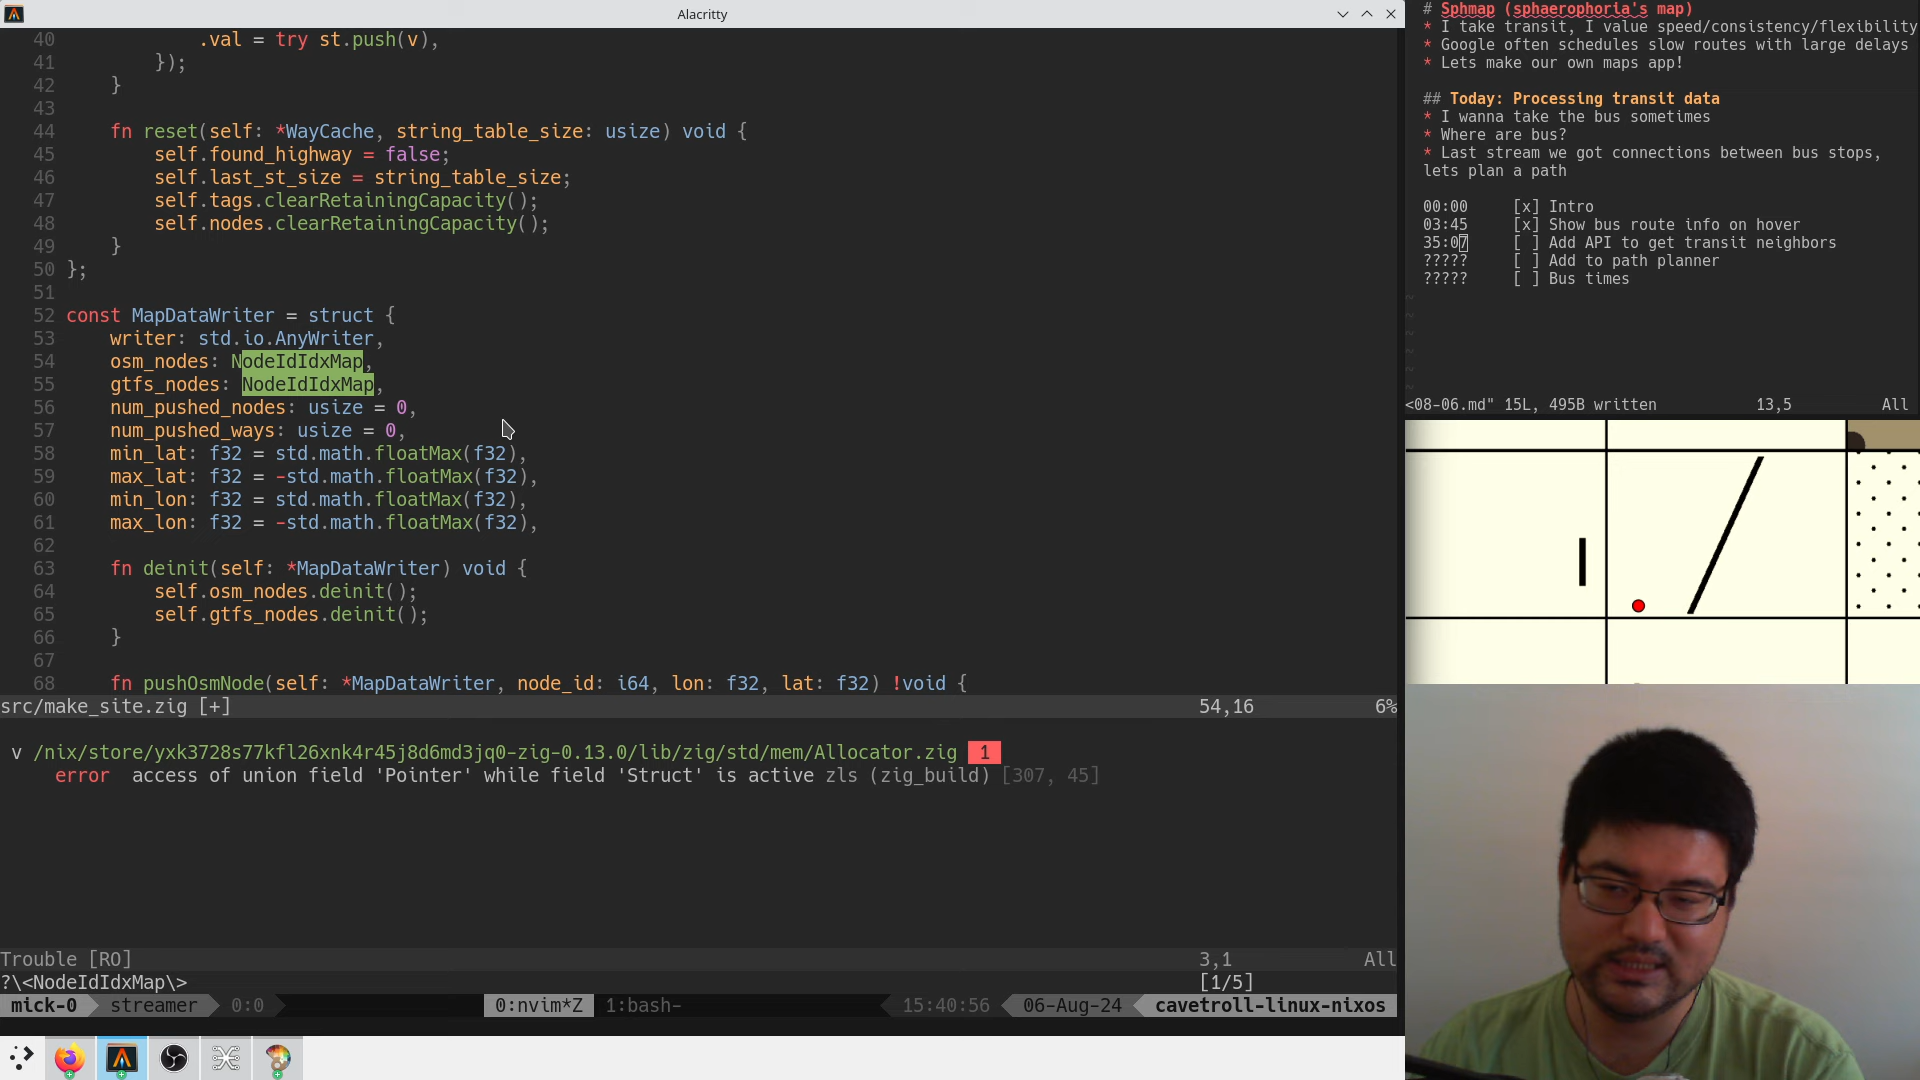 Alacritty
40 .val = try st.push(v),
41 });
42 }
43
44 fn reset(self: *WayCache, string_table_size: usize) void {
45 self.found_highway = false;
46 self.last_st_size = string_table_size;
47 self.tags.clearRetainingCapacity();
48 self.nodes.clearRetainingCapacity();
49 }
50 };
51
52 const MapDataWriter = struct {
53 writer: std.io.AnyWriter,
54 osm_nodes: NodeIdIdxMap,
55 gtfs_nodes: NodeIdIdxMap,
56 num_pushed_nodes: usize = 0,
57 num_pushed_ways: usize = 0,
58 min_lat: f32 = std.math.floatMax(f32),
59 max_lat: f32 = -std.math.floatMax(f32),
60 min_lon: f32 = std.math.floatMax(f32),
61 max_lon: f32 = -std.math.floatMax(f32),
62
63 fn deinit(self: *MapDataWriter) void {
64 self.osm_nodes.deinit();
65 self.gtfs_nodes.deinit();
66 }
67
68 fn pushOsmNode(self: *MapDataWriter, node_id: i64, lon: f32, lat: f32) !void {
src/make_site.zig [+] 54,16 6%
v /nix/store/yxk3728s77kfl26xnk4r45j8d6md3jq0-zig-0.13.0/lib/zig/std/mem/Allocator.zig 1
error access of union field 'Pointer' while field 'Struct' is active zls (zig_build) [307, 45]
Trouble [RO] 3,1 All
?\<NodeIdIdxMap\> [1/5]
mick-0 streamer 0:0 0:nvim*Z 1:bash- 15:40:56 06-Aug-24 cavetroll-linux-nixos
# Sphmap (sphaerophoria's map)
* I take transit, I value speed/consistency/flexibility
* Google often schedules slow routes with large delays
* Lets make our own maps app!
## Today: Processing transit data
* I wanna take the bus sometimes
* Where are bus?
* Last stream we got connections between bus stops,
lets plan a path
00:00 [x] Intro
03:45 [x] Show bus route info on hover
35:07 [ ] Add API to get transit neighbors
????? [ ] Add to path planner
????? [ ] Bus times
~
~
~
~
~
~
<08-06.md" 15L, 495B written 13,5 All